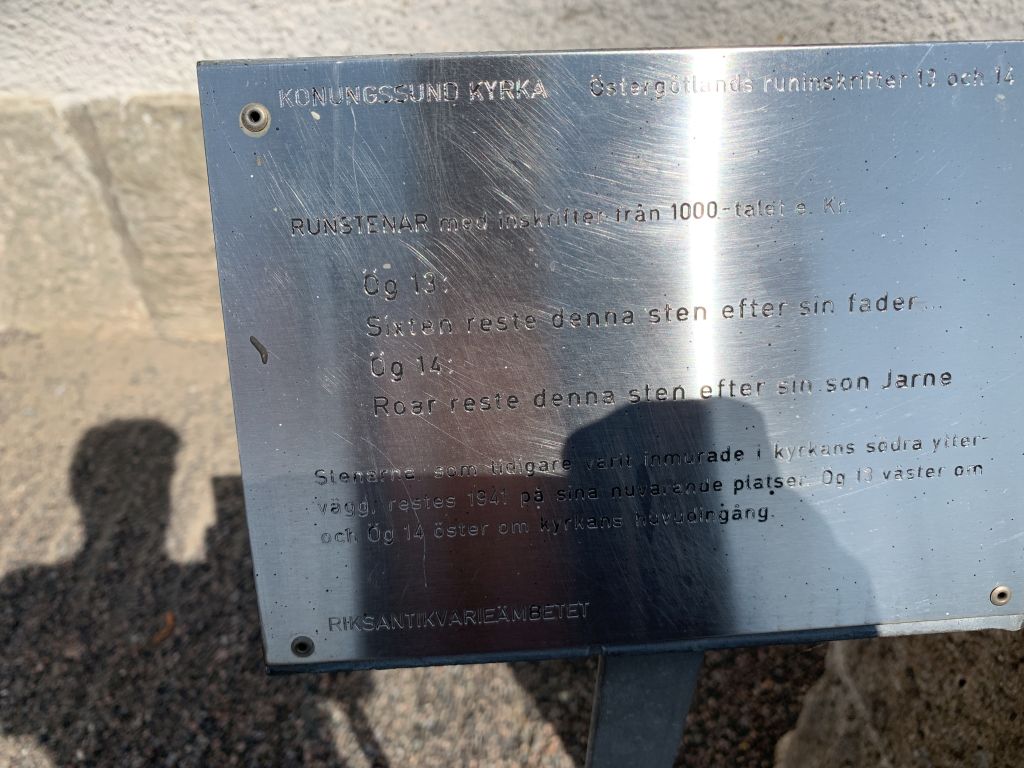 KONUNGSSUND KYRKA Östergötlands runinskrifter 13 och 14
RUNSTENAR med inskrifter från 1000-talet e. Kr.
Ög 13:
Sixten reste denna sten efter sin fader...
Ög 14:
Roar reste denna sten efter sin son Jarne
Stenarna, som tidigare varit inmurade i kyrkans södra ytter-
vägg, restes 1941 på sina nuvarande platser. Ög 13 väster om
och Ög 14 öster om kyrkans huvudingång.
RIKSANTIKVARIEÄMBETET